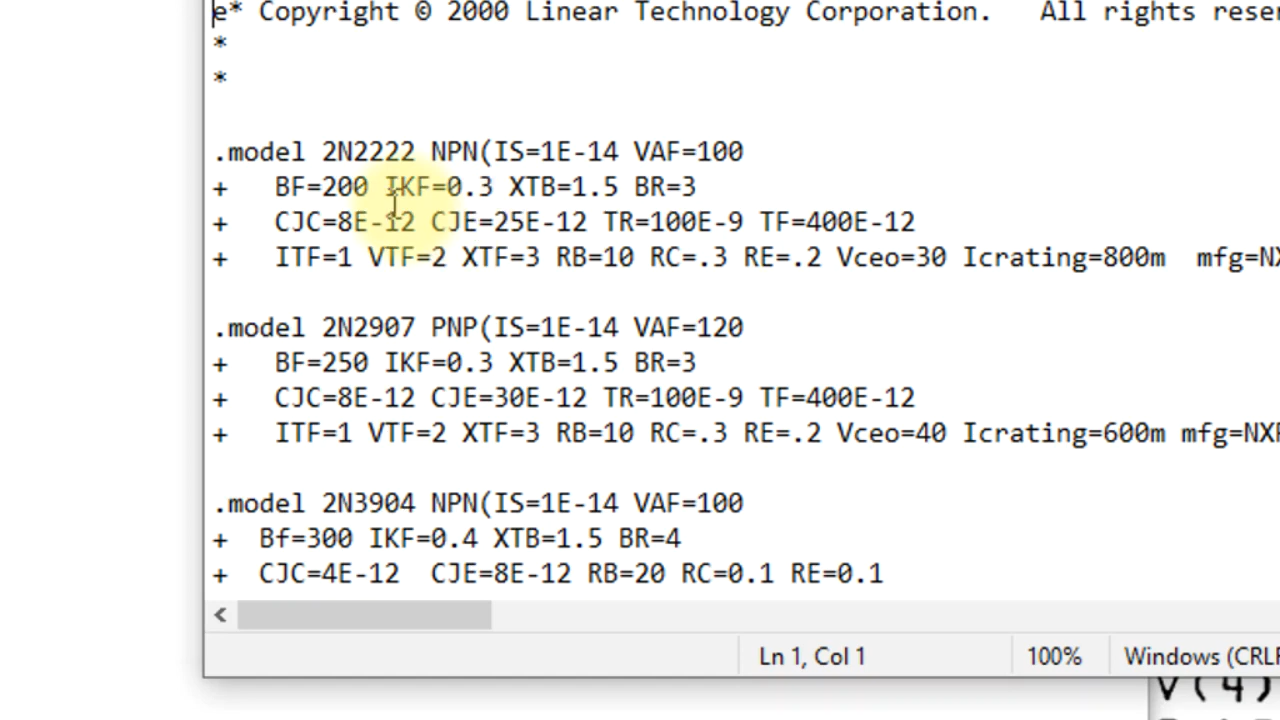 e* Copyright © 2000 Linear Technology Corporation.   All rights reser
*
*
.model 2N2222 NPN(IS=1E-14 VAF=100
+   BF=200 IKF=0.3 XTB=1.5 BR=3
+   CJC=8E-12 CJE=25E-12 TR=100E-9 TF=400E-12
+   ITF=1 VTF=2 XTF=3 RB=10 RC=.3 RE=.2 Vceo=30 Icrating=800m  mfg=NX
.model 2N2907 PNP(IS=1E-14 VAF=120
+   BF=250 IKF=0.3 XTB=1.5 BR=3
+   CJC=8E-12 CJE=30E-12 TR=100E-9 TF=400E-12
+   ITF=1 VTF=2 XTF=3 RB=10 RC=.3 RE=.2 Vceo=40 Icrating=600m mfg=NXP
.model 2N3904 NPN(IS=1E-14 VAF=100
+  Bf=300 IKF=0.4 XTB=1.5 BR=4
+  CJC=4E-12  CJE=8E-12 RB=20 RC=0.1 RE=0.1
Ln 1, Col 1 100% Windows (CRLF
V(4)